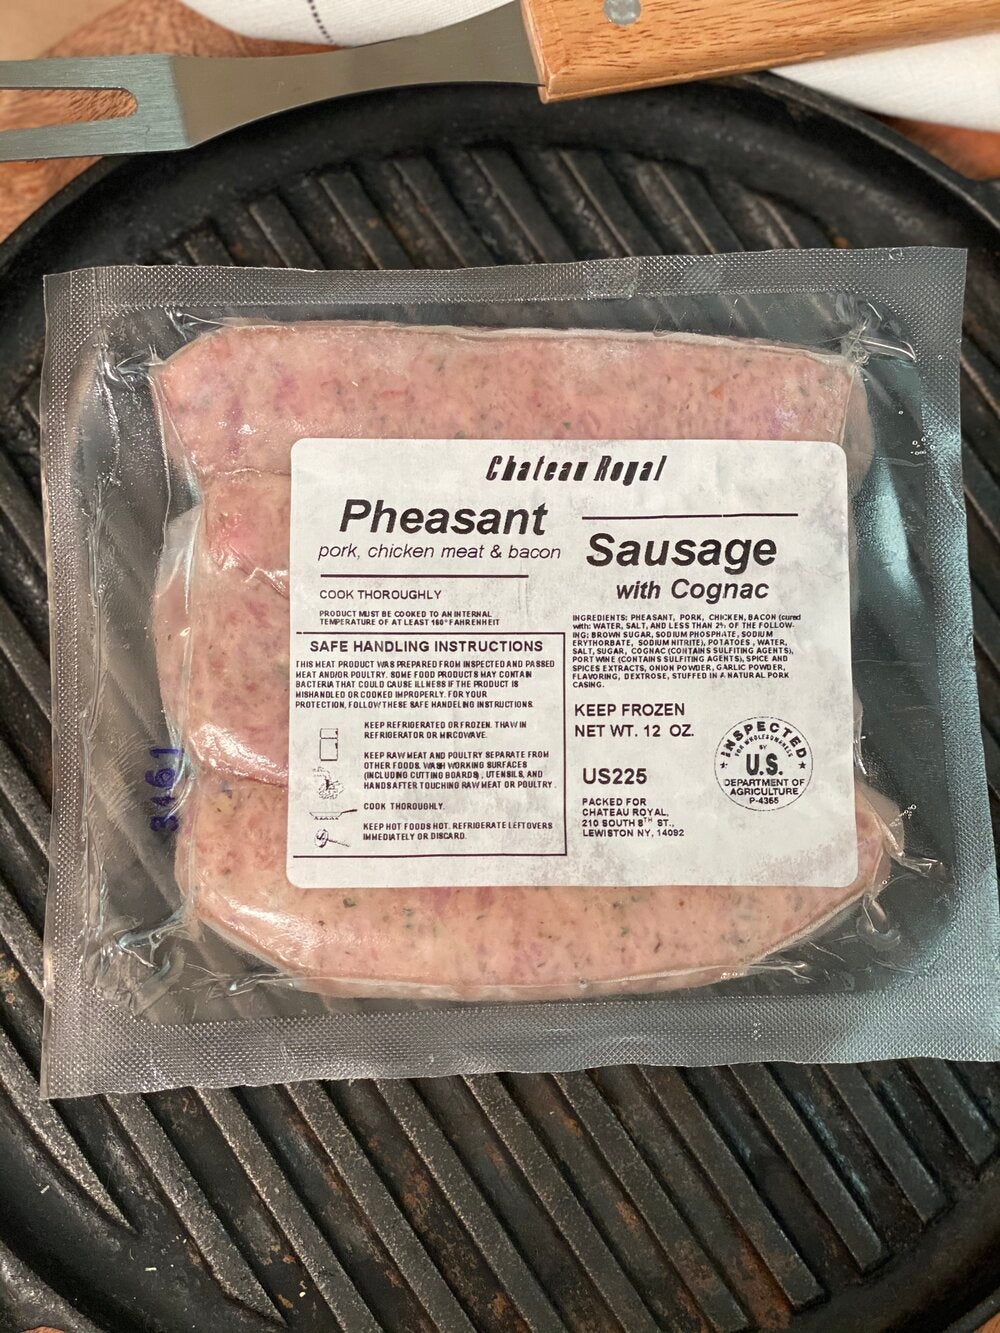 Chateau Royal
Pheasant
pork, chicken meat & bacon
Sausage
with Cognac
COOK THOROUGHLY
PRODUCT MUST BE COOKED TO AN INTERNAL
TEMPERATURE OF AT LEAST 160° FAHRENHEIT
SAFE HANDLING INSTRUCTIONS
THIS MEAT PRODUCT WAS PREPARED FROM INSPECTED AND PASSED
MEAT AND/OR POULTRY. SOME FOOD PRODUCTS MAY CONTAIN
BACTERIA THAT COULD CAUSE ILLNESS IF THE PRODUCT IS
MISHANDLED OR COOKED IMPROPERLY. FOR YOUR
PROTECTION, FOLLOW THESE SAFE HANDELING INSTRUCTIONS.
KEEP REFRIGERATED OR FROZEN. THAW IN
REFRIGERATOR OR MIRCOWAVE.
KEEP RAW MEAT AND POULTRY SEPARATE FROM
OTHER FOODS. WASH WORKING SURFACES
(INCLUDING CUTTING BOARDS), UTENSILS, AND
HANDS AFTER TOUCHING RAW MEAT OR POULTRY.
COOK THOROUGHLY.
KEEP HOT FOODS HOT. REFRIGERATE LEFTOVERS
IMMEDIATELY OR DISCARD.
INGREDIENTS: PHEASANT, PORK, CHICKEN, BACON (cured
with: WATER, SALT, AND LESS THAN 2% OF THE FOLLOW-
ING: BROWN SUGAR, SODIUM PHOSPHATE, SODIUM
ERYTHORBATE, SODIUM NITRITE), POTATOES, WATER,
SALT, SUGAR, COGNAC (CONTAINS SULFITING AGENTS),
PORT WINE (CONTAINS SULFITING AGENTS), SPICE AND
SPICES EXTRACTS, ONION POWDER, GARLIC POWDER,
FLAVORING, DEXTROSE, STUFFED IN A NATURAL PORK
CASING.
KEEP FROZEN
NET WT. 12 OZ.
US225
PACKED FOR
CHATEAU ROYAL,
210 SOUTH 8TH ST.,
LEWISTON NY, 14092
INSPECTED
FOR WHOLESOMENESS
BY
U.S.
DEPARTMENT OF
AGRICULTURE
P-4365
3461